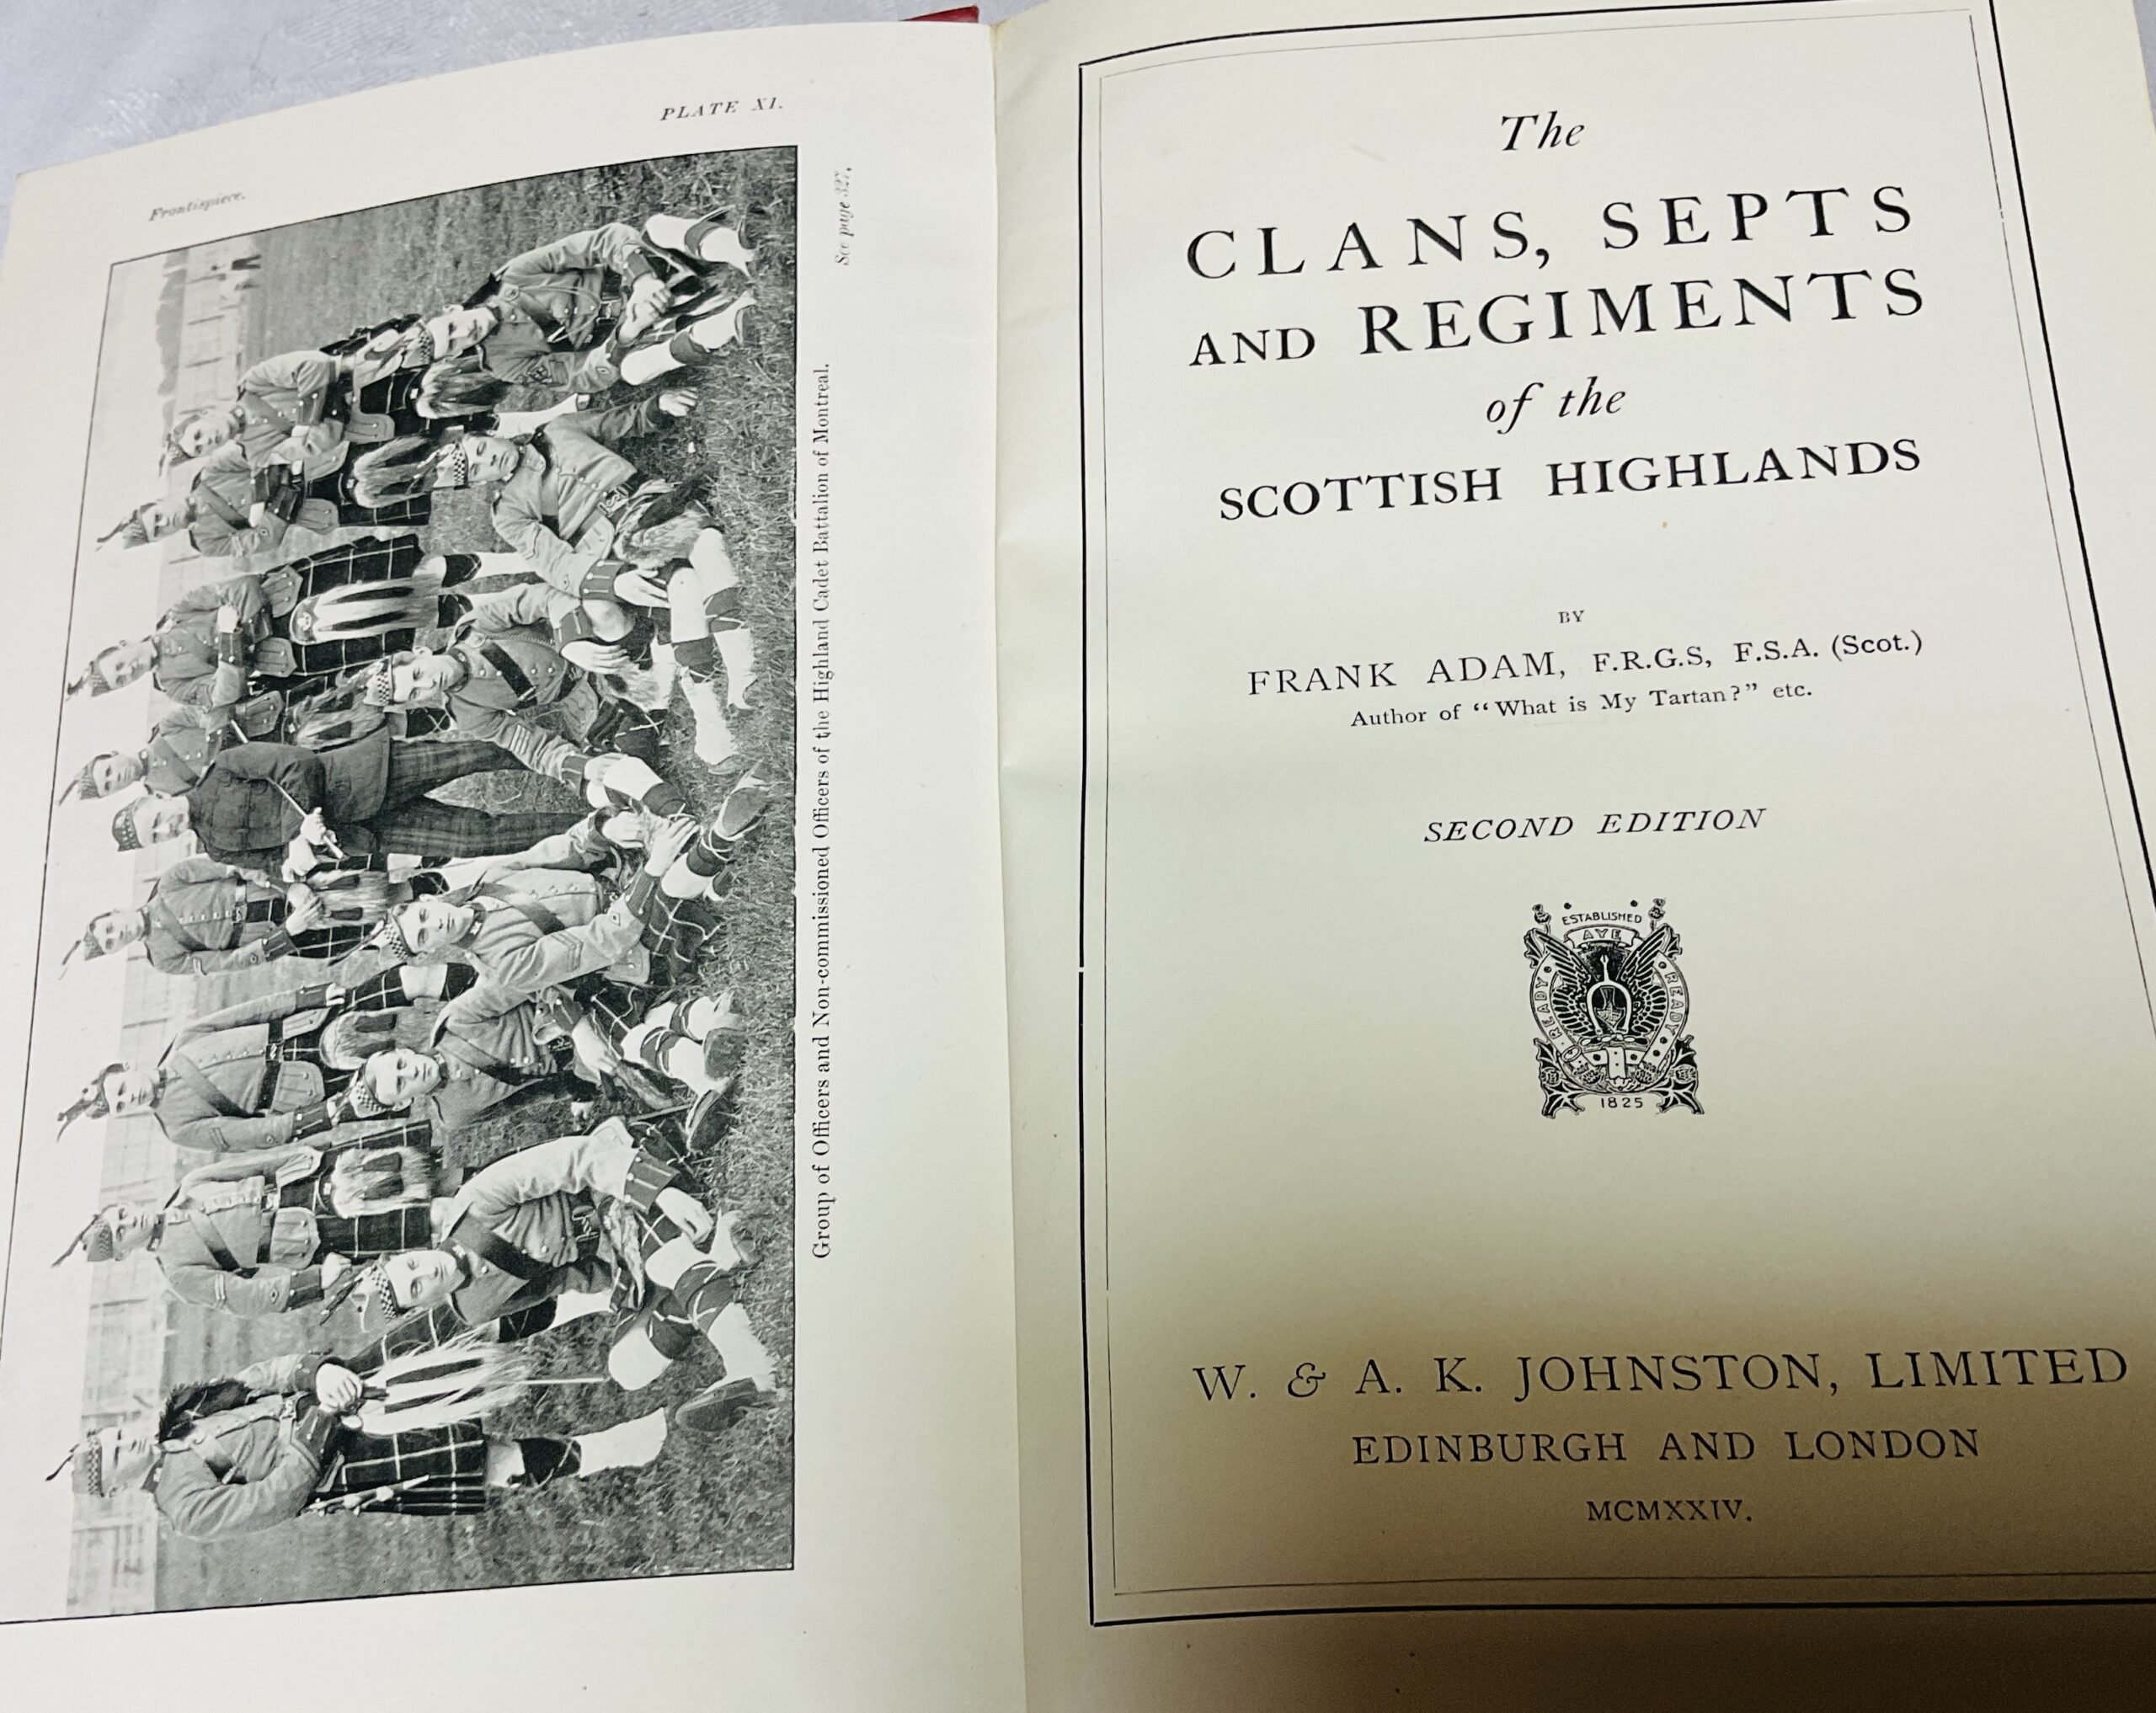 PLATE XI.
Frontispiece.
Group of Officers and Non-commissioned Officers of the Highland Cadet Battalion of Montreal.
See page 327.
The
CLANS, SEPTS
AND REGIMENTS
of the
SCOTTISH HIGHLANDS
BY
FRANK ADAM, F.R.G.S, F.S.A. (Scot.)
Author of “What is My Tartan?” etc.
SECOND EDITION
ESTABLISHED
AYE
READY
READY
1825
W. & A. K. JOHNSTON, LIMITED
EDINBURGH AND LONDON
MCMXXIV.